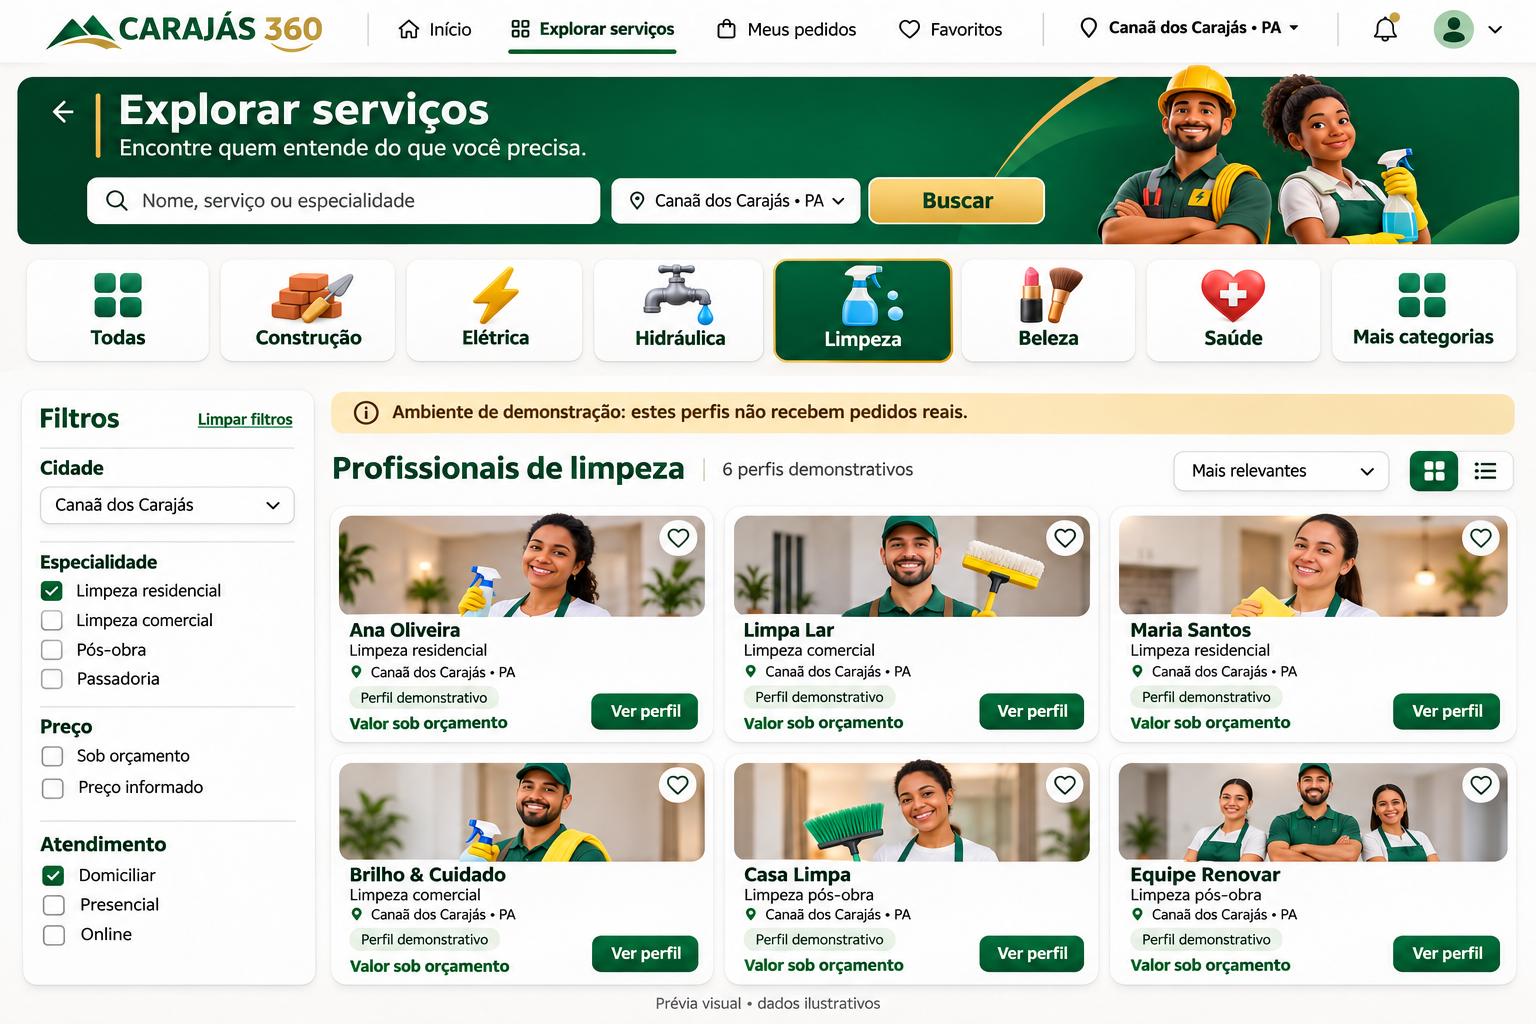 CARAJÁS 360
Início
Explorar serviços
Meus pedidos
Favoritos
Canaã dos Carajás • PA
Explorar serviços
Encontre quem entende do que você precisa.
Nome, serviço ou especialidade
Canaã dos Carajás • PA
Buscar
Todas
Construção
Elétrica
Hidráulica
Limpeza
Beleza
Saúde
Mais categorias
Filtros
Limpar filtros
Cidade
Canaã dos Carajás
Especialidade
Limpeza residencial
Limpeza comercial
Pós-obra
Passadoria
Preço
Sob orçamento
Preço informado
Atendimento
Domiciliar
Presencial
Online
Ambiente de demonstração: estes perfis não recebem pedidos reais.
Profissionais de limpeza
6 perfis demonstrativos
Mais relevantes
Ana Oliveira
Limpeza residencial
Canaã dos Carajás • PA
Perfil demonstrativo
Valor sob orçamento
Ver perfil
Limpa Lar
Limpeza comercial
Canaã dos Carajás • PA
Perfil demonstrativo
Valor sob orçamento
Ver perfil
Maria Santos
Limpeza residencial
Canaã dos Carajás • PA
Perfil demonstrativo
Valor sob orçamento
Ver perfil
Brilho & Cuidado
Limpeza comercial
Canaã dos Carajás • PA
Perfil demonstrativo
Valor sob orçamento
Ver perfil
Casa Limpa
Limpeza pós-obra
Canaã dos Carajás • PA
Perfil demonstrativo
Valor sob orçamento
Ver perfil
Equipe Renovar
Limpeza pós-obra
Canaã dos Carajás • PA
Perfil demonstrativo
Valor sob orçamento
Ver perfil
Prévia visual • dados ilustrativos